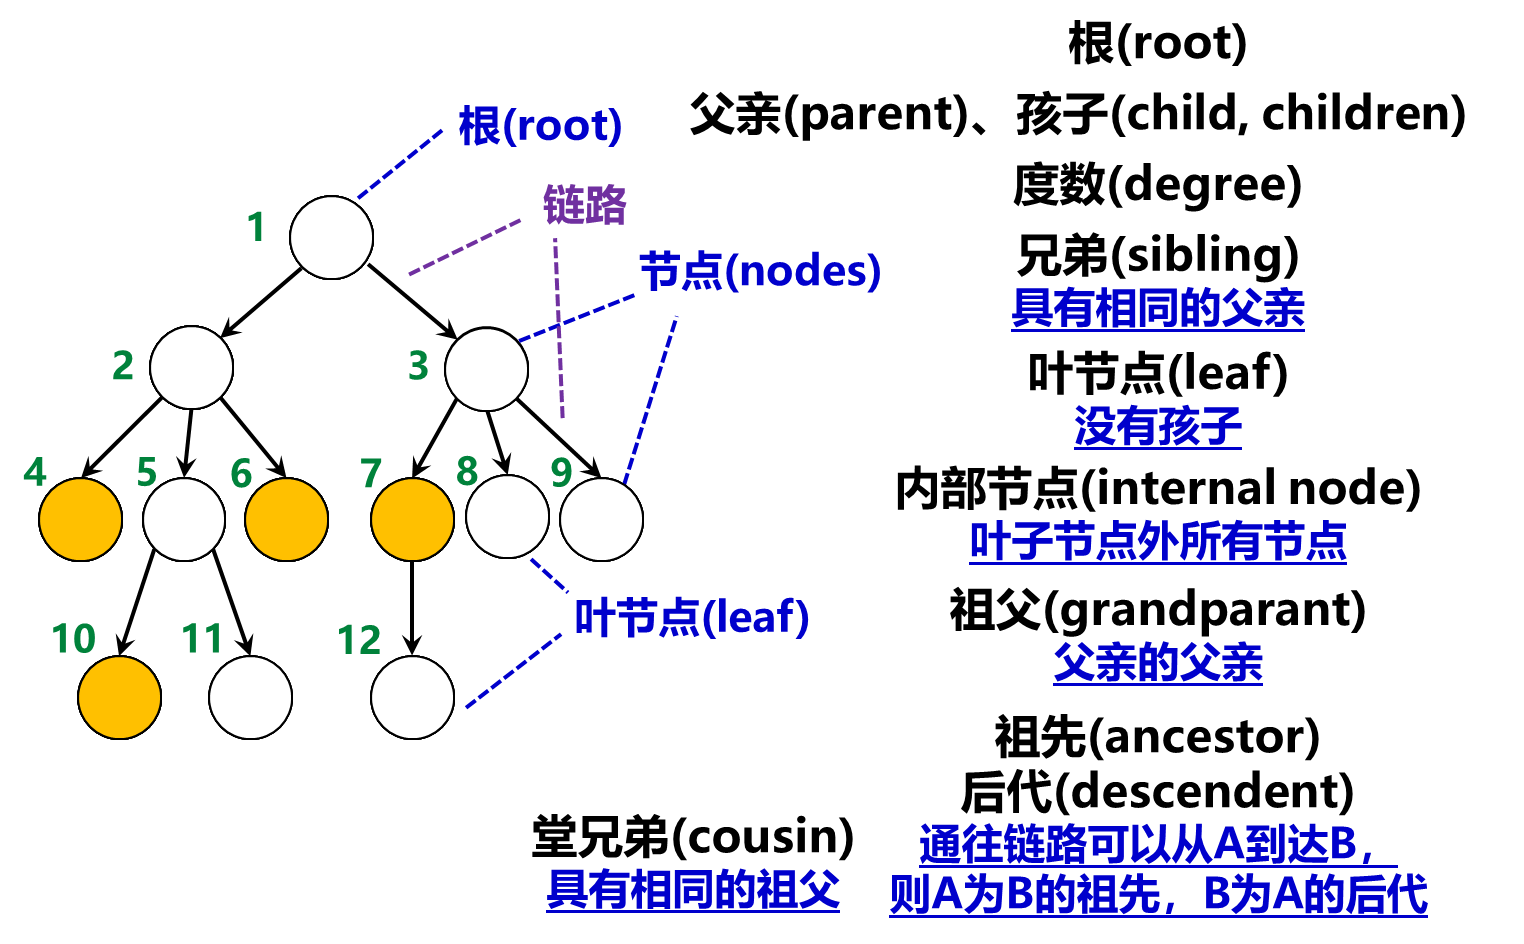 根(root)
父亲(parent)、孩子(child, children)
度数(degree)
兄弟(sibling)
具有相同的父亲
叶节点(leaf)
没有孩子
内部节点(internal node)
叶子节点外所有节点
祖父(grandparant)
父亲的父亲
祖先(ancestor)
后代(descendent)
通往链路可以从A到达B，
则A为B的祖先，B为A的后代
堂兄弟(cousin)
具有相同的祖父
根(root)
链路
节点(nodes)
叶节点(leaf)
1
2
3
4 5 6 7 8 9
10 11 12